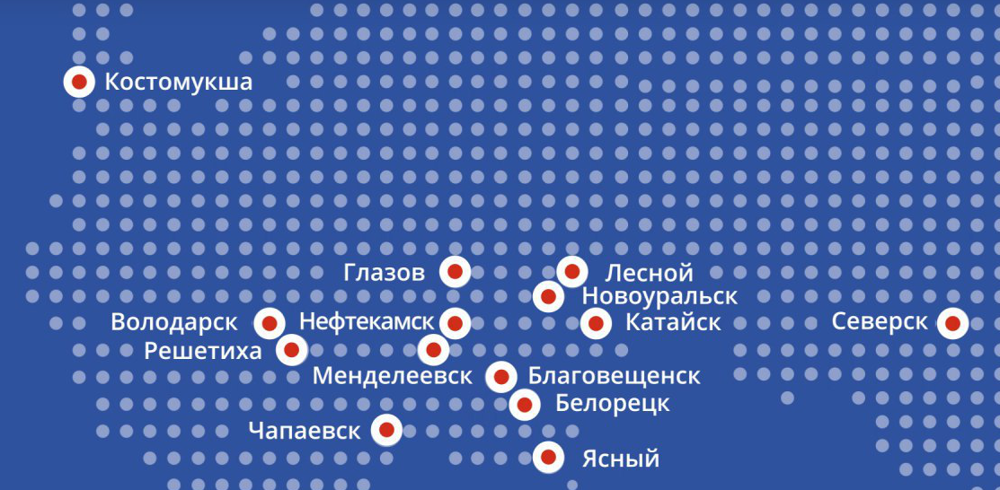 Костомукша
Глазов
Лесной
Новоуральск
Володарск
Нефтекамск
Катайск
Северск
Решетиха
Менделеевск
Благовещенск
Белорецк
Чапаевск
Ясный